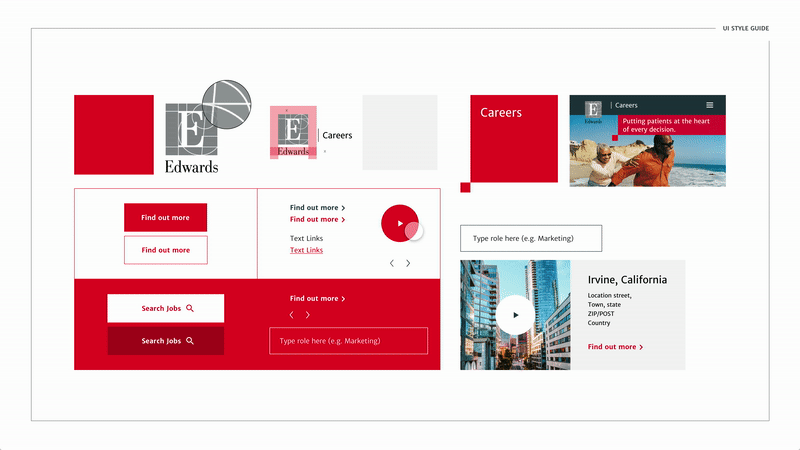 UI STYLE GUIDE
E
Edwards
E
Edwards
Careers
Careers
E
Edwards
Careers
Putting patients at the heart
of every decision.
Find out more
Find out more
Find out more
Find out more
Text Links
Text Links
Search Jobs
Search Jobs
Find out more
Type role here (e.g. Marketing)
Type role here (e.g. Marketing)
Irvine, California
Location street,
Town, state
ZIP/POST
Country
Find out more